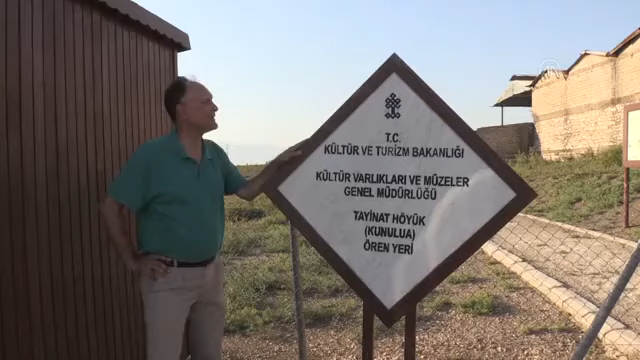 T.C.
KÜLTÜR VE TURİZM BAKANLIĞI
KÜLTÜR VARLIKLARI VE MÜZELER
GENEL MÜDÜRLÜĞÜ
TAYİNAT HÖYÜK
(KUNULUA)
ÖREN YERİ